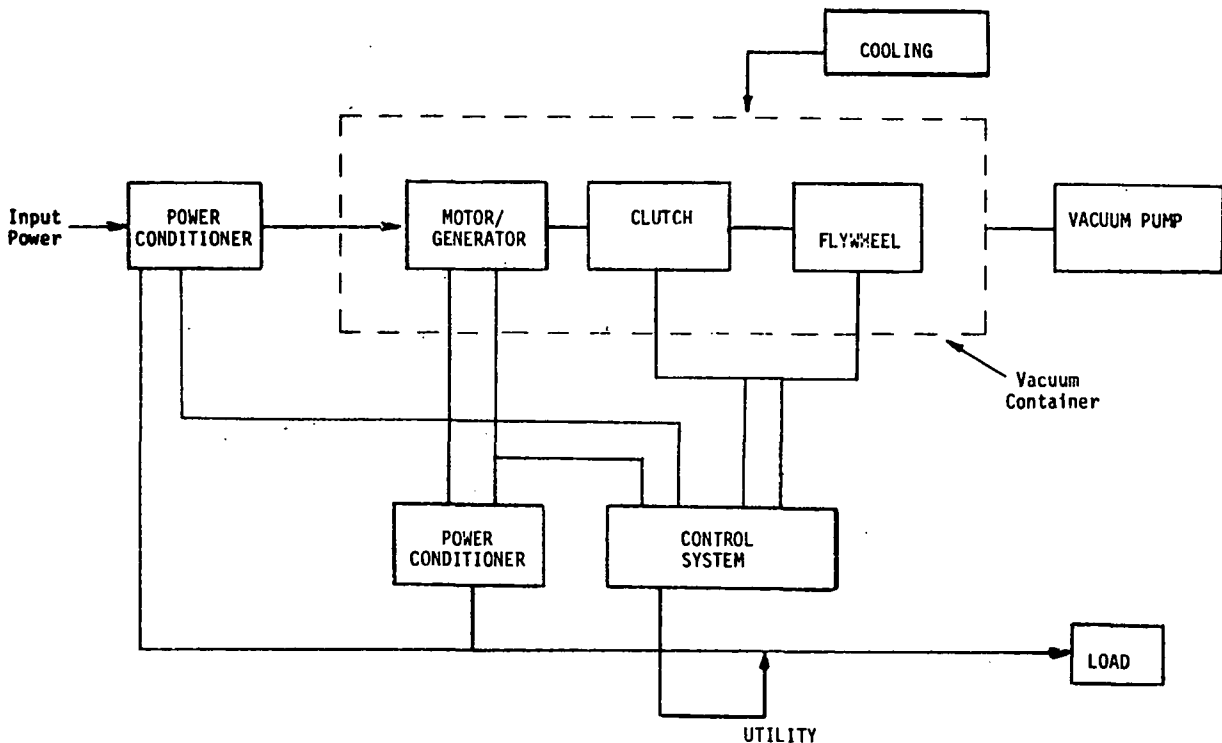 COOLING
Input
Power
POWER
CONDITIONER
MOTOR/
GENERATOR
CLUTCH
FLYWHEEL
VACUUM PUMP
Vacuum
Container
POWER
CONDITIONER
CONTROL
SYSTEM
LOAD
UTILITY